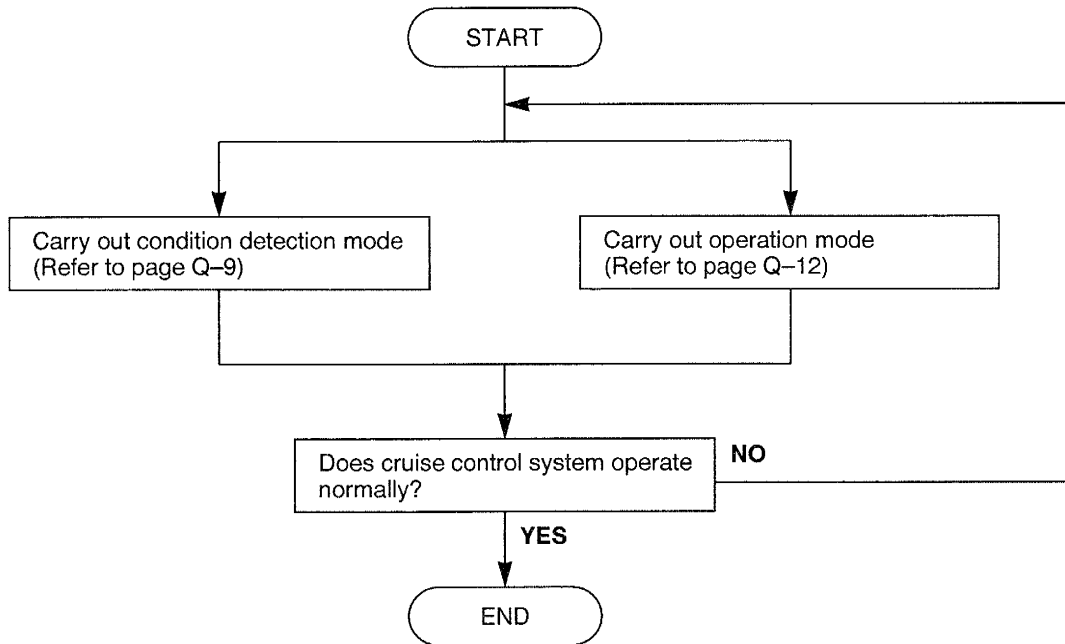 START
Carry out condition detection mode
(Refer to page Q–9)
Carry out operation mode
(Refer to page Q–12)
Does cruise control system operate
normally?
NO
YES
END